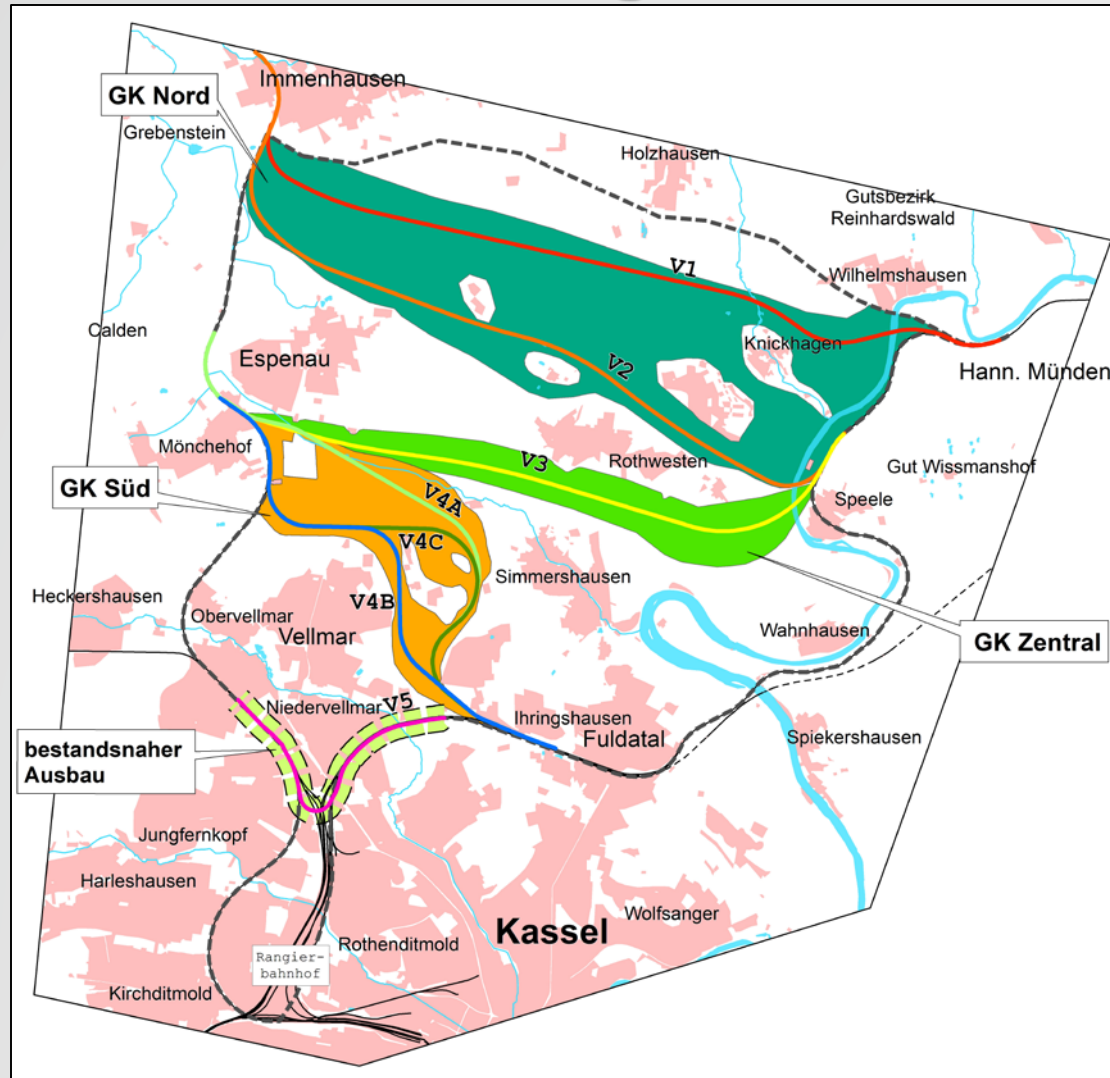 Immenhausen
GK Nord
Grebenstein
Holzhausen
Gutsbezirk
Reinhardswald
V1
Wilhelmshausen
Calden
Espenau
Knickhagen
V2
Hann. Münden
Mönchehof
V3
Rothwesten
Gut Wissmanshof
GK Süd
V4A
Speele
V4C
Simmershausen
Heckershausen
V4B
Obervellmar
Vellmar
Wahnhausen
GK Zentral
Niedervellmar
V5
Ihringshausen
Fuldatal
bestandsnaher
Ausbau
Spiekershausen
Jungfernkopf
Harleshausen
Wolfsanger
Kassel
Rothenditmold
Rangier-
bahnhof
Kirchditmold